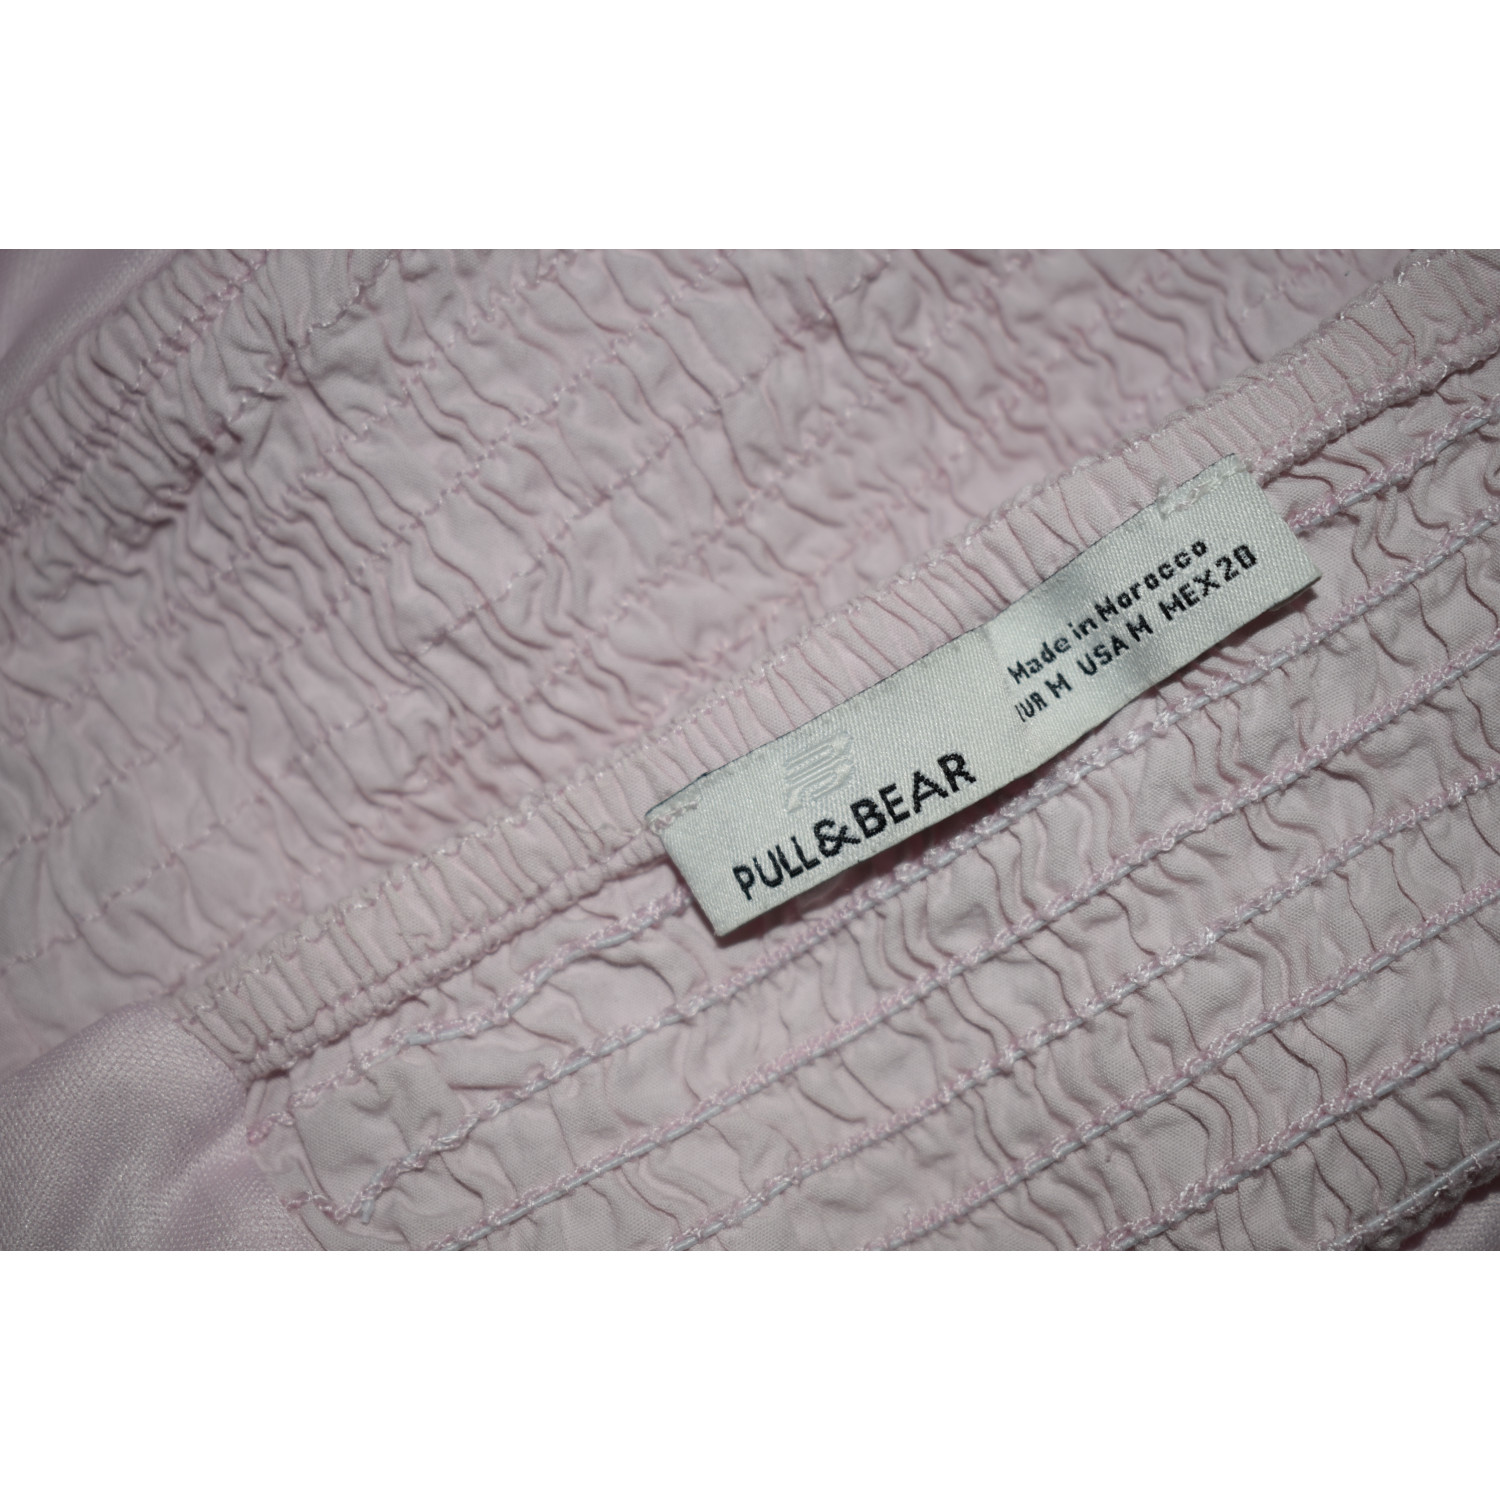 PULL&BEAR
Made in Morocco
EUR M USA M MEX 28